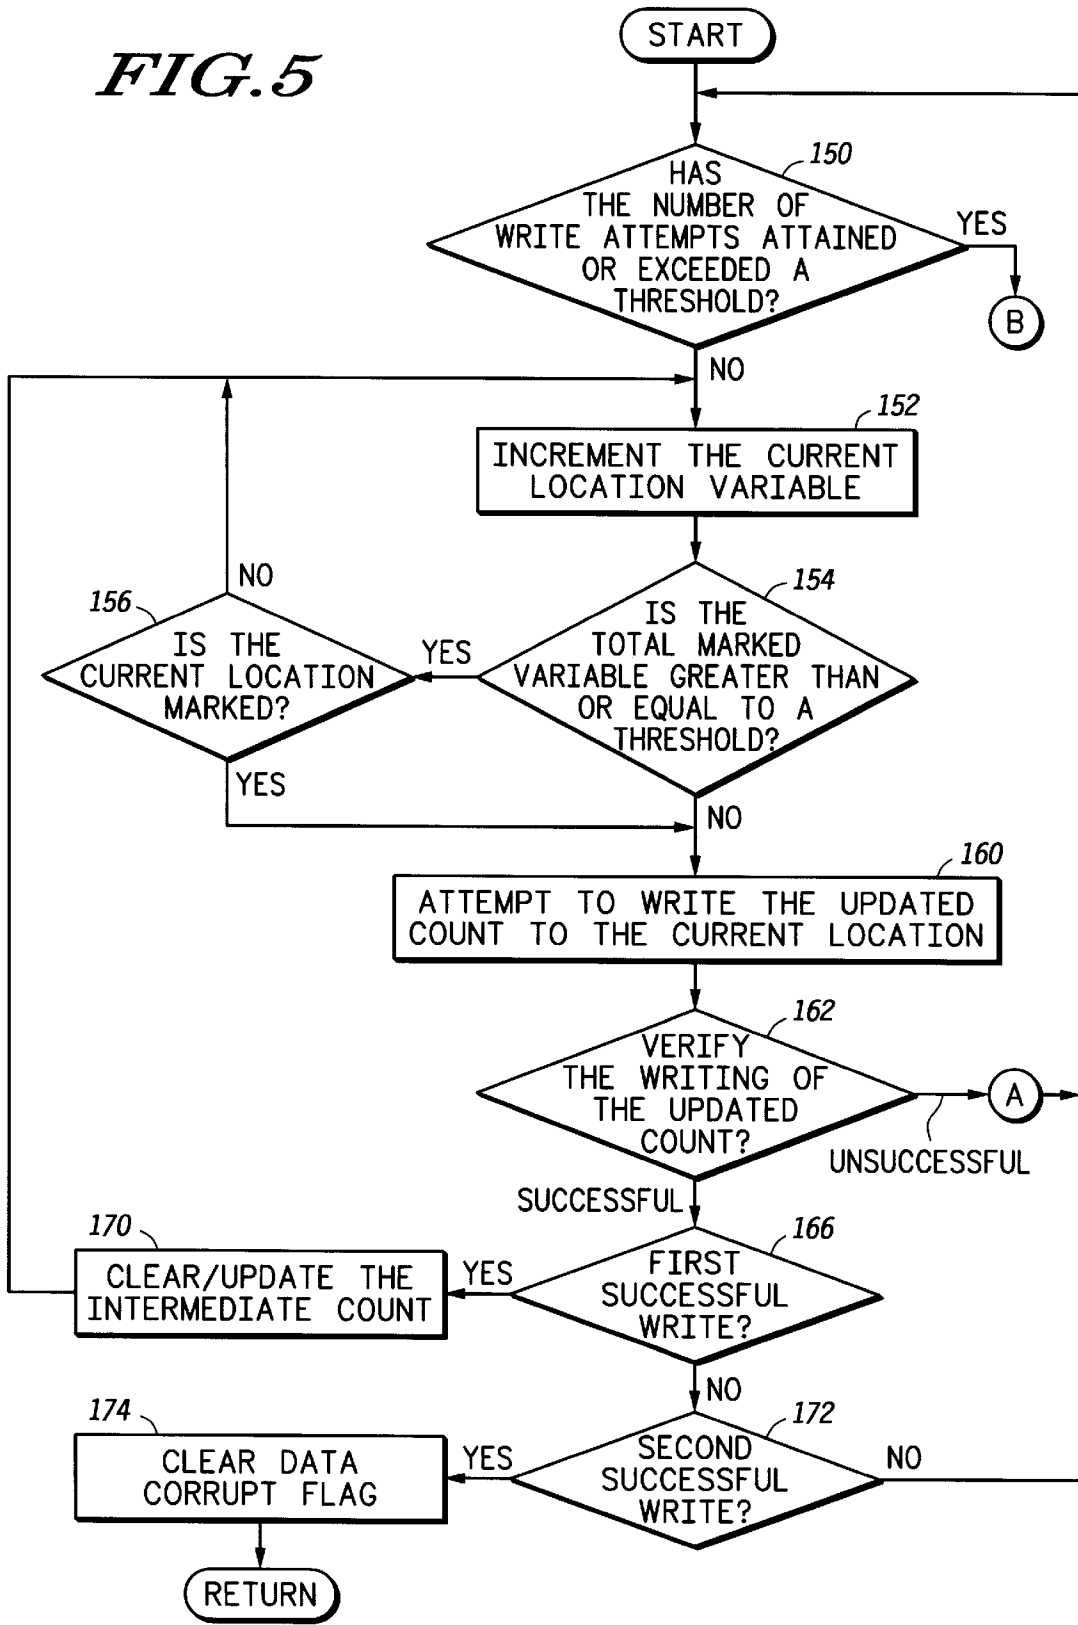 FIG.5
START
150
HAS
THE NUMBER OF
WRITE ATTEMPTS ATTAINED
OR EXCEEDED A
THRESHOLD?
YES
B
NO
152
INCREMENT THE CURRENT
LOCATION VARIABLE
154
IS THE
TOTAL MARKED
VARIABLE GREATER THAN
OR EQUAL TO A
THRESHOLD?
YES
NO
156
IS THE
CURRENT LOCATION
MARKED?
NO
YES
160
ATTEMPT TO WRITE THE UPDATED
COUNT TO THE CURRENT LOCATION
162
VERIFY
THE WRITING OF
THE UPDATED
COUNT?
A
UNSUCCESSFUL
SUCCESSFUL
166
FIRST
SUCCESSFUL
WRITE?
YES
170
CLEAR/UPDATE THE
INTERMEDIATE COUNT
NO
172
SECOND
SUCCESSFUL
WRITE?
NO
YES
174
CLEAR DATA
CORRUPT FLAG
RETURN